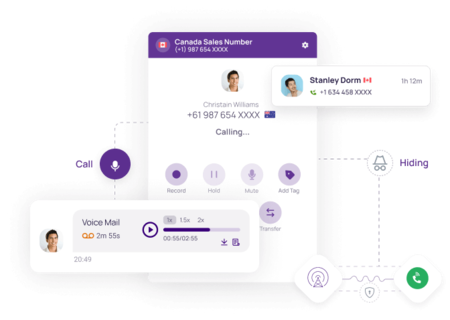 Canada Sales Number
(+1) 987 654 XXXX
Stanley Dorm
1h 12m
+1 634 458 XXXX
Christain Williams
+61 987 654 XXXX
Calling...
Call
Hiding
Record
Hold
Mute
Add Tag
Transfer
Voice Mail
2m 55s
1x 1.5x 2x
00:55/02:55
20:49